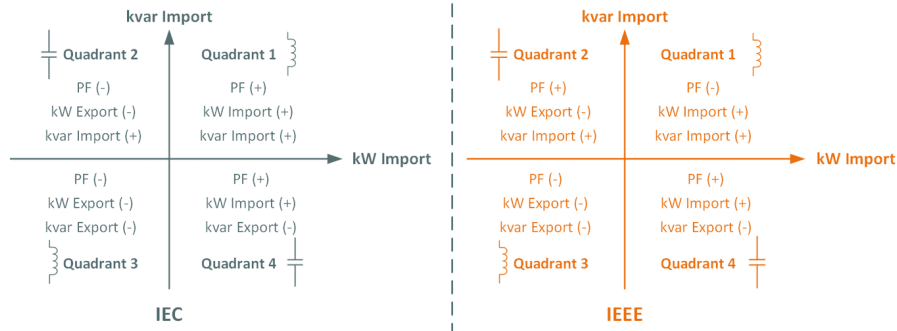 kvar Import
Quadrant 2
Quadrant 1
PF (-)
PF (+)
kW Export (-)
kW Import (+)
kvar Import (+)
kvar Import (+)
kW Import
PF (-)
PF (+)
kW Export (-)
kW Import (+)
kvar Export (-)
kvar Export (-)
Quadrant 3
Quadrant 4
IEC
kvar Import
Quadrant 2
Quadrant 1
PF (+)
PF (-)
kW Export (-)
kW Import (+)
kvar Import (+)
kvar Import (+)
kW Import
PF (-)
PF (+)
kW Export (-)
kW Import (+)
kvar Export (-)
kvar Export (-)
Quadrant 3
Quadrant 4
IEEE